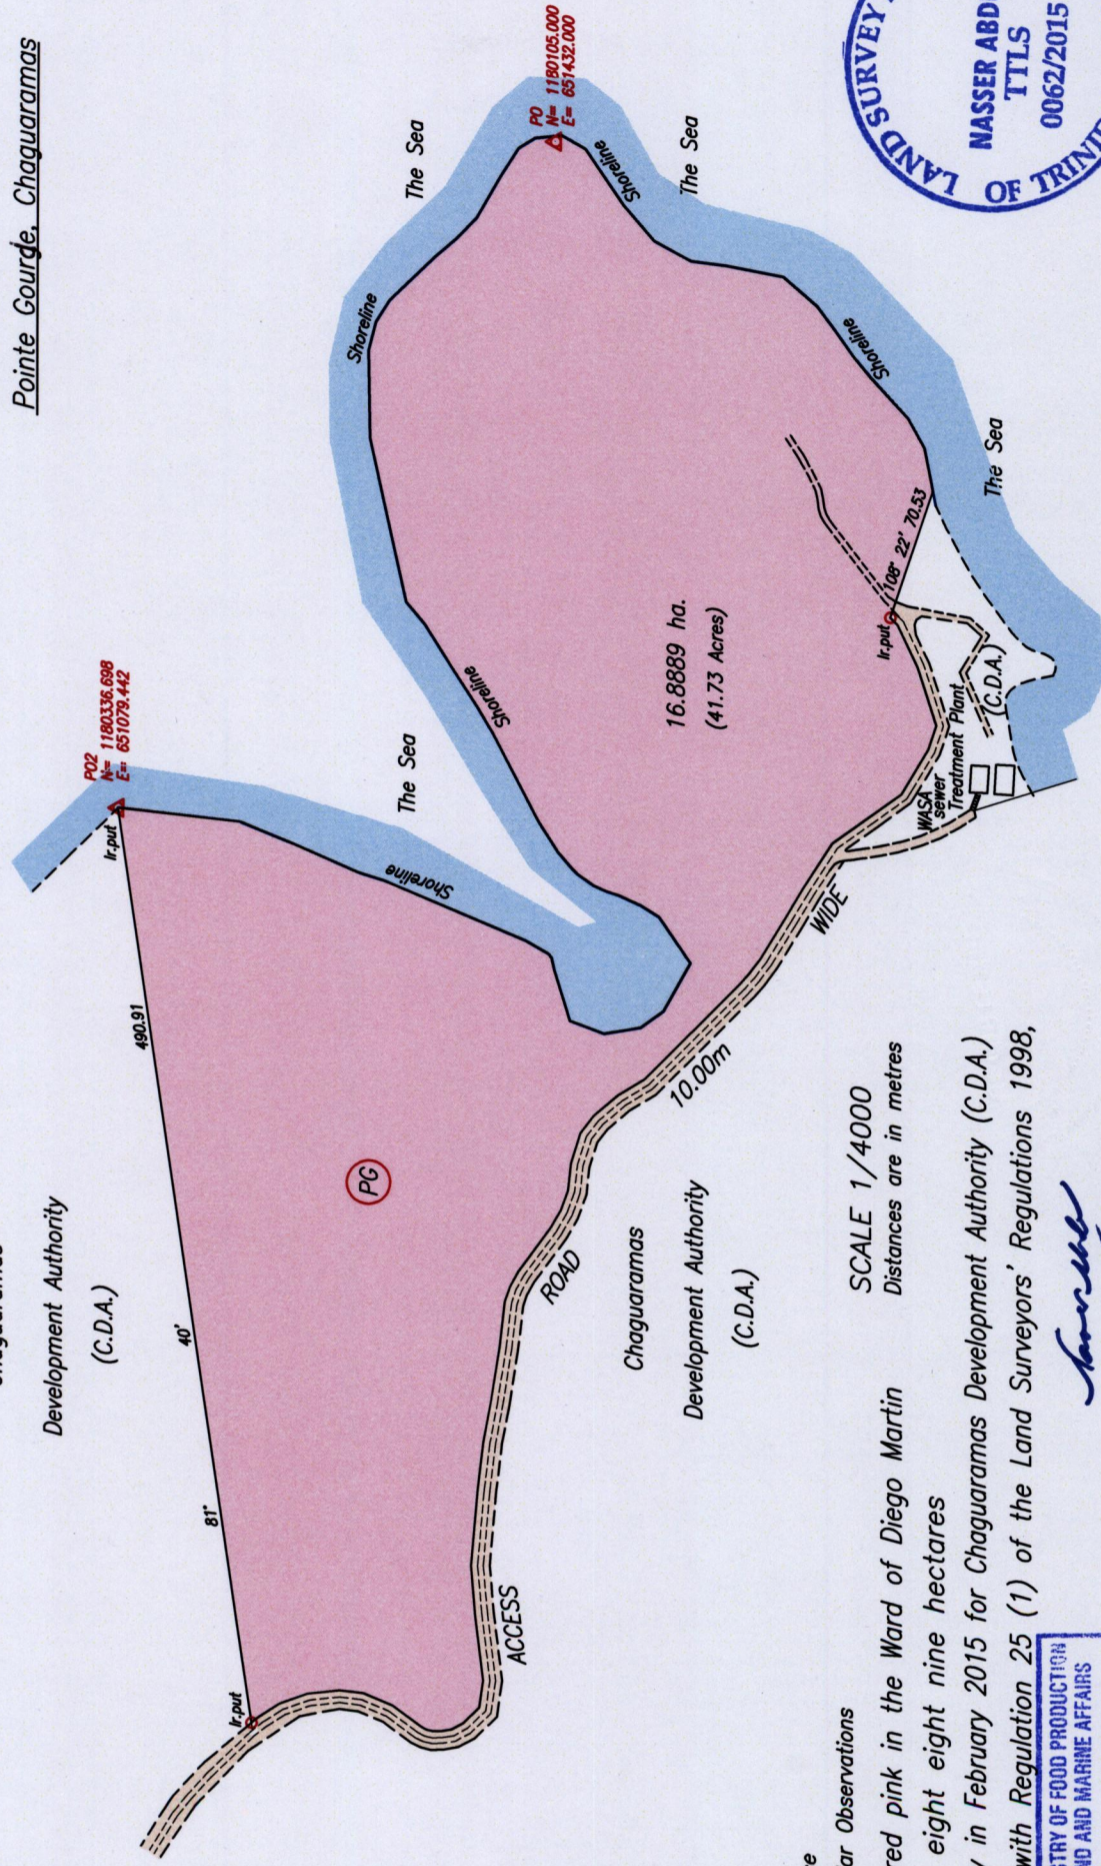 Pointe Gourde, Chaguaramas
Development Authority
(C.D.A.)
P02
N= 1180336.698
E= 651079.442
Ir.put
490.91
40'
81°
Ir.put
The Sea
Shoreline
The Sea
Shoreline
Shoreline
P0
N= 1180105.000
E= 651432.000
Shoreline
The Sea
Shoreline
The Sea
PG
16.8889 ha.
(41.73 Acres)
Ir.put
108° 22' 70.53
ACCESS
ROAD
10.00m
WIDE
WASA
sewer
Treatment Plant
(C.D.A.)
Chaguaramas
Development Authority
(C.D.A.)
LAND SURVEY
NASSER ABD
TTLS
0062/2015
OF TRINID
SCALE 1/4000
Distances are in metres
ar Observations
red pink in the Ward of Diego Martin
eight eight nine hectares
in February 2015 for Chaguaramas Development Authority (C.D.A.)
with Regulation 25 (1) of the Land Surveyors' Regulations 1998,
STRY OF FOOD PRODUCTION
ND AND MARINE AFFAIRS